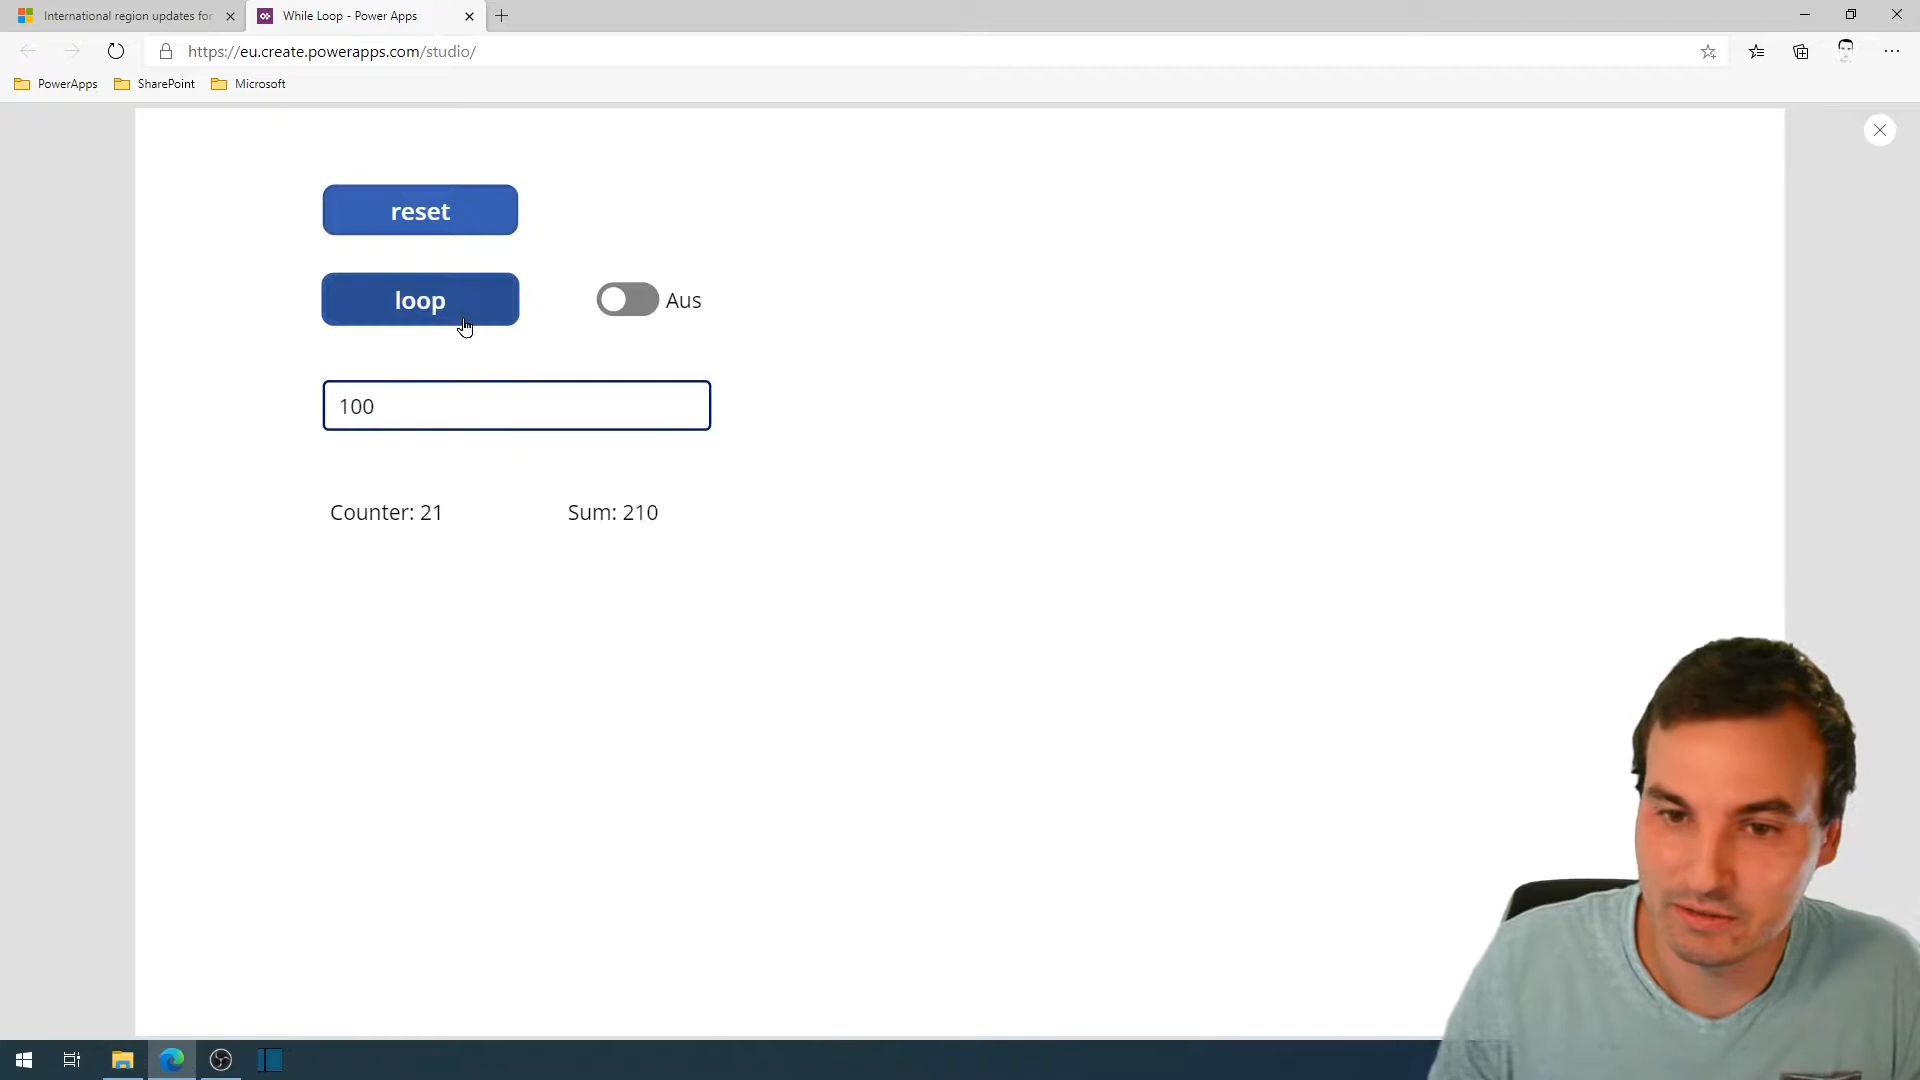 International region updates for
While Loop - Power Apps
https://eu.create.powerapps.com/studio/
PowerApps
SharePoint
Microsoft
reset
loop
Aus
100
Counter: 21
Sum: 210